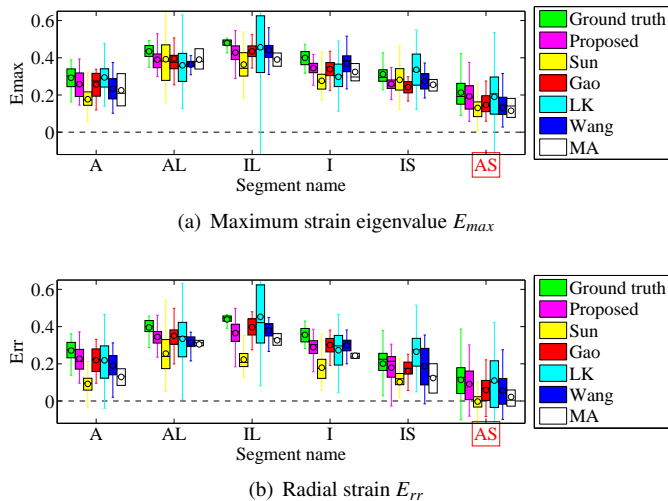 0.6
0.4
0.2
0
Emax
A AL IL I IS AS
Segment name
Ground truth
Proposed
Sun
Gao
LK
Wang
MA
(a) Maximum strain eigenvalue Emax
0.6
0.4
0.2
0
Err
A AL IL I IS AS
Segment name
Ground truth
Proposed
Sun
Gao
LK
Wang
MA
(b) Radial strain Err